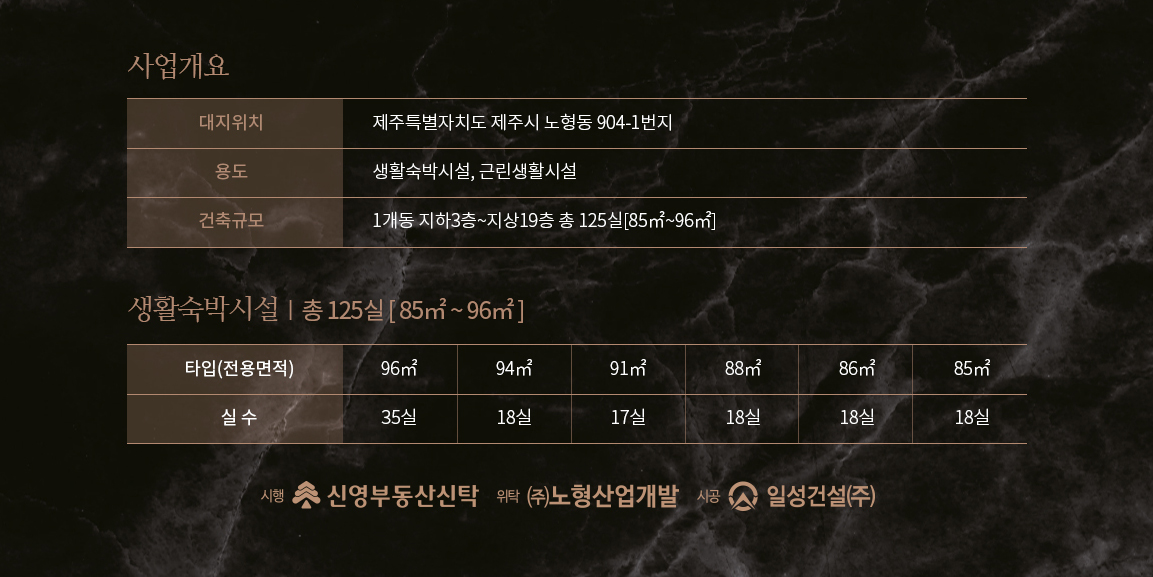 사업개요
대지위치 제주특별자치도 제주시 노형동 904-1번지
용도 생활숙박시설, 근린생활시설
건축규모 1개동 지하3층~지상19층 총 125실[85㎡~96㎡]
생활숙박시설 | 총 125실 [ 85㎡ ~ 96㎡ ]
타입(전용면적) 96㎡ 94㎡ 91㎡ 88㎡ 86㎡ 85㎡
실 수 35실 18실 17실 18실 18실 18실
시행 신영부동산신탁 위탁 (주)노형산업개발 시공 일성건설(주)